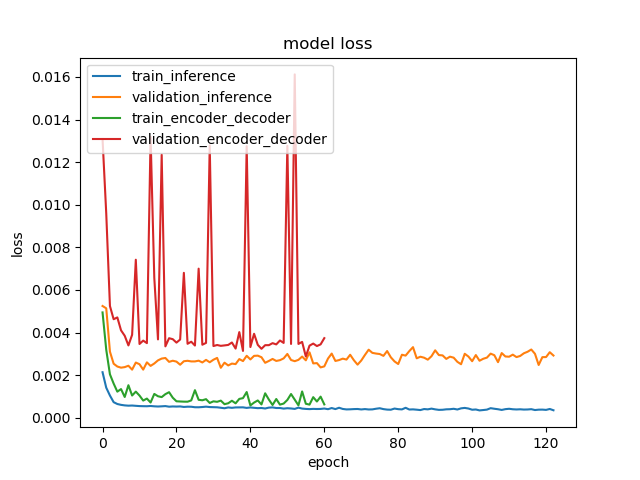 model loss
train_inference
validation_inference
train_encoder_decoder
validation_encoder_decoder
loss
0.016
0.014
0.012
0.010
0.008
0.006
0.004
0.002
0.000
0 20 40 60 80 100 120
epoch